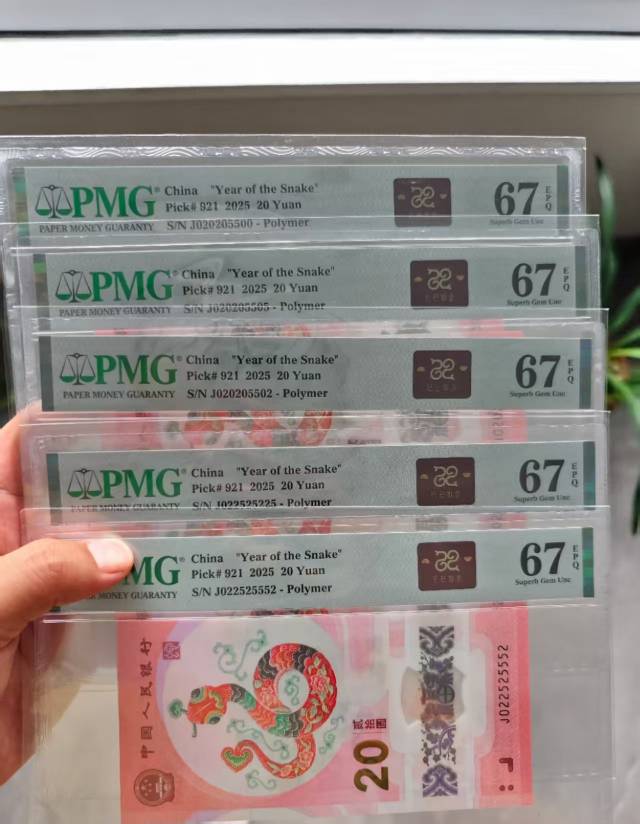 PMG
PAPER MONEY GUARANTY
China "Year of the Snake"
Pick# 921 2025 20 Yuan
S/N J020205500 - Polymer
67
EPQ
Superb Gem Unc
PMG
PAPER MONEY GUARANTY
China "Year of the Snake"
Pick# 921 2025 20 Yuan
S/N J020205505 - Polymer
67
EPQ
Superb Gem Unc
PMG
PAPER MONEY GUARANTY
China "Year of the Snake"
Pick# 921 2025 20 Yuan
S/N J020205502 - Polymer
67
EPQ
Superb Gem Unc
PMG
PAPER MONEY GUARANTY
China "Year of the Snake"
Pick# 921 2025 20 Yuan
S/N J022525225 - Polymer
67
EPQ
Superb Gem Unc
MG
MONEY GUARANTY
China "Year of the Snake"
Pick# 921 2025 20 Yuan
S/N J022525552 - Polymer
67
EPQ
Superb Gem Unc
中国人民银行
贰拾圆
20
J022525552